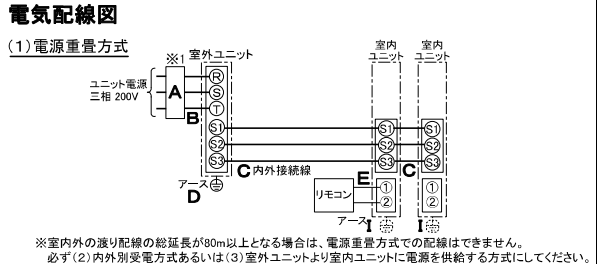 電気配線図
(1)電源重畳方式
※1
室外ユニット
室内
ユニット
室内
ユニット
ユニット電源
三相 200V
A
B
R
S
T
S1
S2
S3
S1
S2
S3
S1
S2
S3
C 内外接続線
C
アース
D
E
リモコン
①
②
①
②
アース I
I
※室内外の渡り配線の総延長が80m以上となる場合は、電源重畳方式での配線はできません。
必ず(2)内外別受電方式あるいは(3)室外ユニットより室内ユニットに電源を供給する方式にしてください。